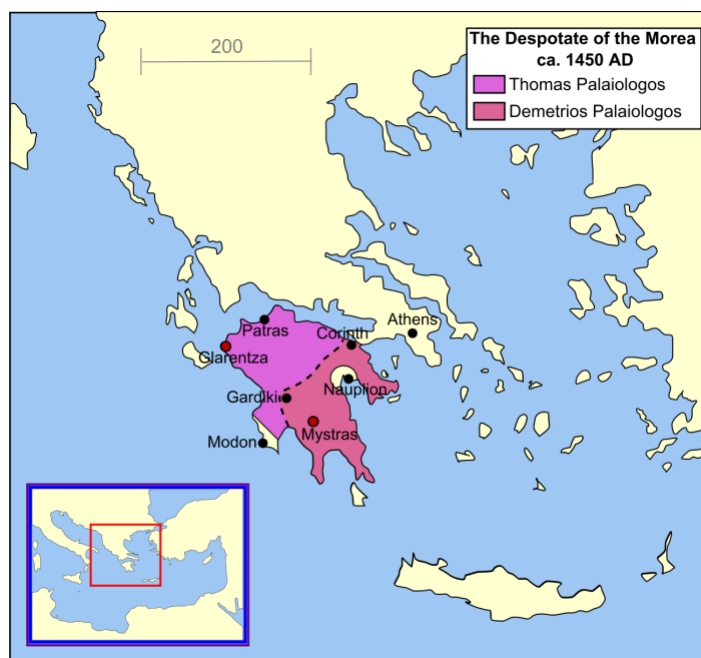 The Despotate of the Morea
ca. 1450 AD
Thomas Palaiologos
Demetrios Palaiologos
200
Patras
Corinth
Athens
Glarentza
Nauplion
Gardiki
Mystras
Modon